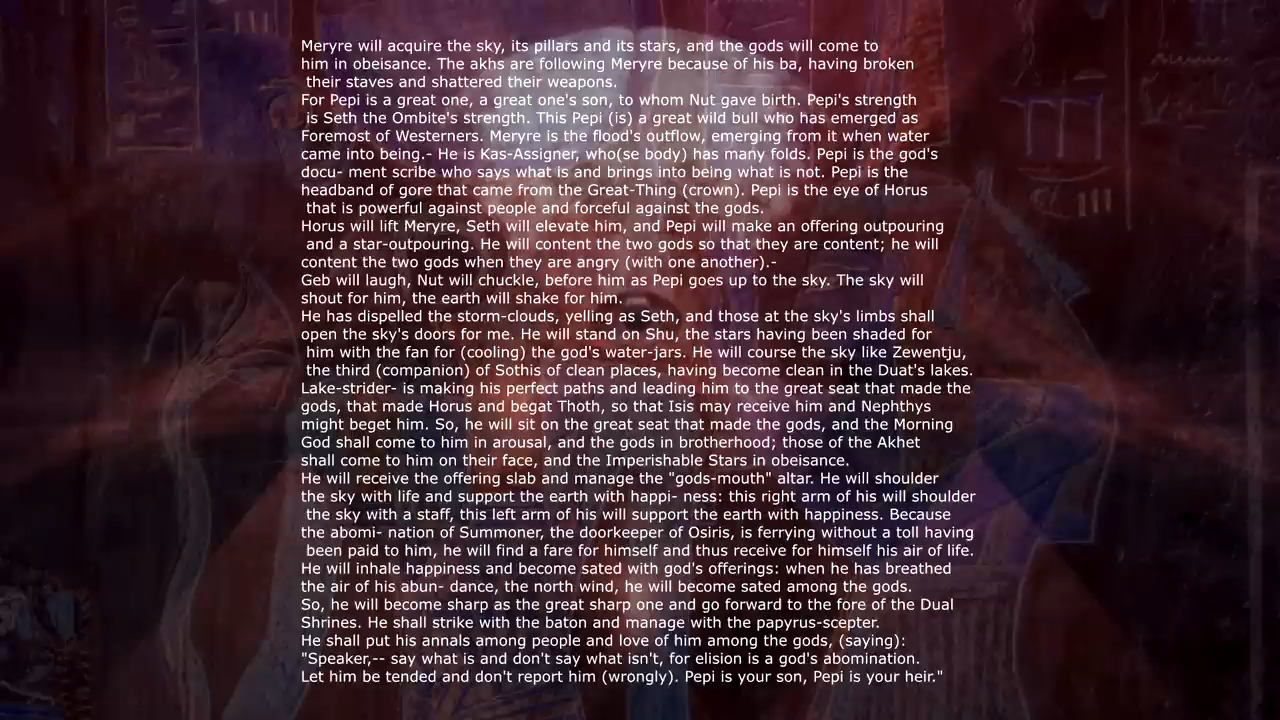 Meryre will acquire the sky, its pillars and its stars, and the gods will come to
him in obeisance. The akhs are following Meryre because of his ba, having broken
their staves and shattered their weapons.
For Pepi is a great one, a great one's son, to whom Nut gave birth. Pepi's strength
is Seth the Ombite's strength. This Pepi (is) a great wild bull who has emerged as
Foremost of Westerners. Meryre is the flood's outflow, emerging from it when water
came into being.- He is Kas-Assigner, who(se body) has many folds. Pepi is the god's
docu- ment scribe who says what is and brings into being what is not. Pepi is the
headband of gore that came from the Great-Thing (crown). Pepi is the eye of Horus
that is powerful against people and forceful against the gods.
Horus will lift Meryre, Seth will elevate him, and Pepi will make an offering outpouring
and a star-outpouring. He will content the two gods so that they are content; he will
content the two gods when they are angry (with one another).-
Geb will laugh, Nut will chuckle, before him as Pepi goes up to the sky. The sky will
shout for him, the earth will shake for him.
He has dispelled the storm-clouds, yelling as Seth, and those at the sky's limbs shall
open the sky's doors for me. He will stand on Shu, the stars having been shaded for
him with the fan for (cooling) the god's water-jars. He will course the sky like Zewentju,
the third (companion) of Sothis of clean places, having become clean in the Duat's lakes.
Lake-strider- is making his perfect paths and leading him to the great seat that made the
gods, that made Horus and begat Thoth, so that Isis may receive him and Nephthys
might beget him. So, he will sit on the great seat that made the gods, and the Morning
God shall come to him in arousal, and the gods in brotherhood; those of the Akhet
shall come to him on their face, and the Imperishable Stars in obeisance.
He will receive the offering slab and manage the "gods-mouth" altar. He will shoulder
the sky with life and support the earth with happi- ness: this right arm of his will shoulder
the sky with a staff, this left arm of his will support the earth with happiness. Because
the abomi- nation of Summoner, the doorkeeper of Osiris, is ferrying without a toll having
been paid to him, he will find a fare for himself and thus receive for himself his air of life.
He will inhale happiness and become sated with god's offerings: when he has breathed
the air of his abun- dance, the north wind, he will become sated among the gods.
So, he will become sharp as the great sharp one and go forward to the fore of the Dual
Shrines. He shall strike with the baton and manage with the papyrus-scepter.
He shall put his annals among people and love of him among the gods, (saying):
"Speaker,-- say what is and don't say what isn't, for elision is a god's abomination.
Let him be tended and don't report him (wrongly). Pepi is your son, Pepi is your heir."